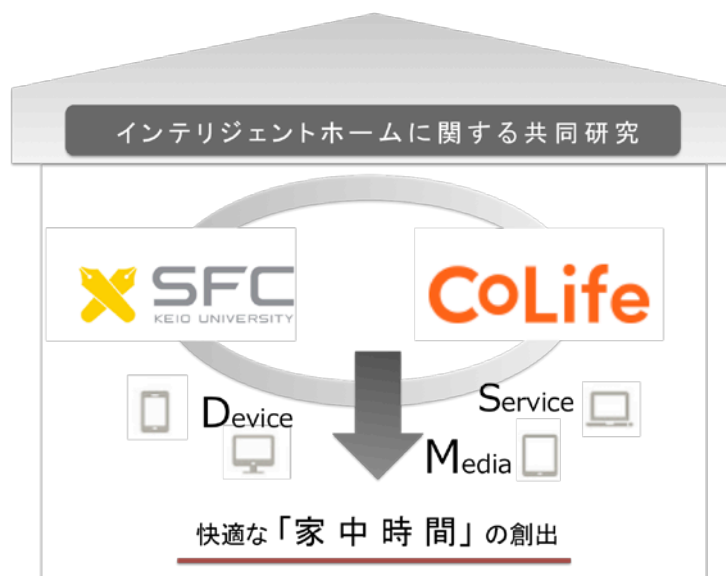 インテリジェントホームに関する共同研究
SFC
KEIO UNIVERSITY
CoLife
Device
Service
Media
快適な「家中時間」の創出